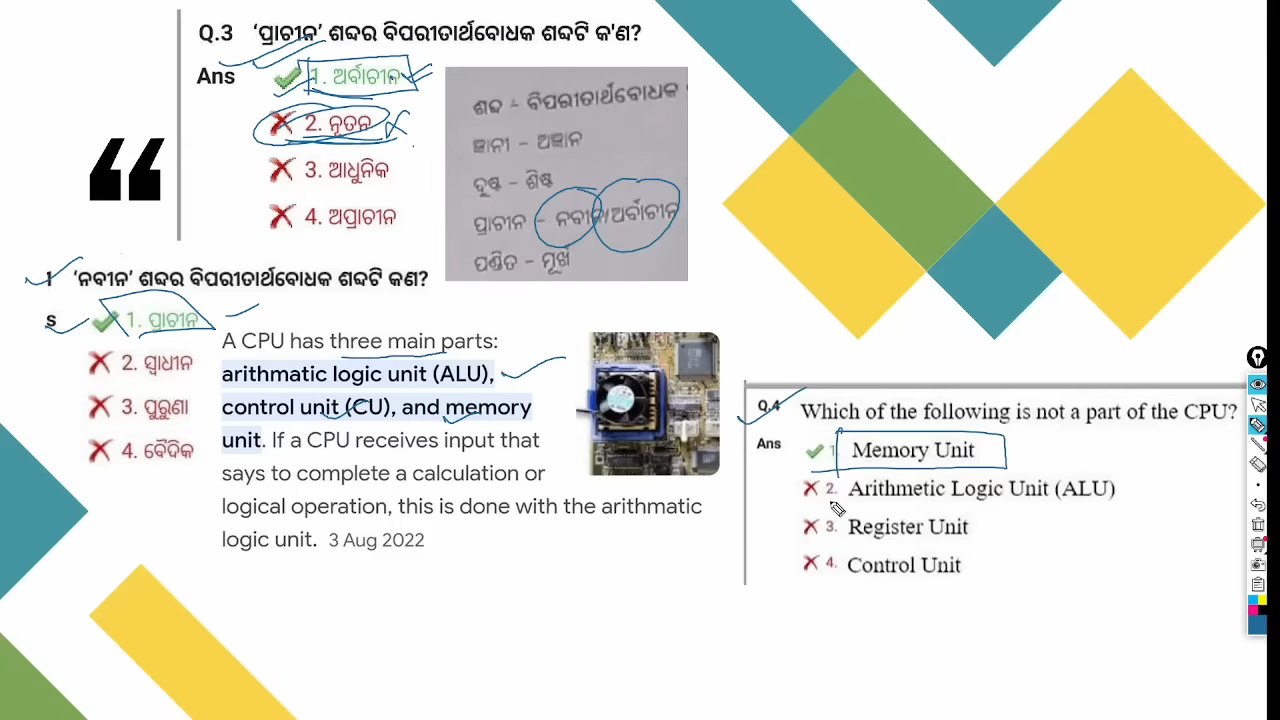 Q.3 ‘ପ୍ରାଚୀନ’ ଶବ୍ଦର ବିପରୀତାର୍ଥବୋଧକ ଶବ୍ଦଟି କ'ଣ?
Ans 1. ଅର୍ବାଚୀନ
2. ନୂତନ
3. ଆଧୁନିକ
4. ଅପ୍ରାଚୀନ
ଶବ୍ଦ - ବିପରୀତାର୍ଥବୋଧକ
ଜ୍ଞାନୀ - ଅଜ୍ଞାନ
ଦୁଷ୍ଟ - ଶିଷ୍ଟ
ପ୍ରାଚୀନ - ନବୀନ/ଅର୍ବାଚୀନ
ପଣ୍ଡିତ - ମୂର୍ଖ
1 ‘ନବୀନ’ ଶବ୍ଦର ବିପରୀତାର୍ଥବୋଧକ ଶବ୍ଦଟି କଣ?
s 1. ପ୍ରାଚୀନ
2. ସ୍ଵାଧୀନ
3. ପୁରୁଣା
4. ବୈଦିକ
A CPU has three main parts:
arithmatic logic unit (ALU),
control unit (CU), and memory
unit. If a CPU receives input that
says to complete a calculation or
logical operation, this is done with the arithmatic
logic unit. 3 Aug 2022
Q.4 Which of the following is not a part of the CPU?
Ans 1. Memory Unit
2. Arithmetic Logic Unit (ALU)
3. Register Unit
4. Control Unit